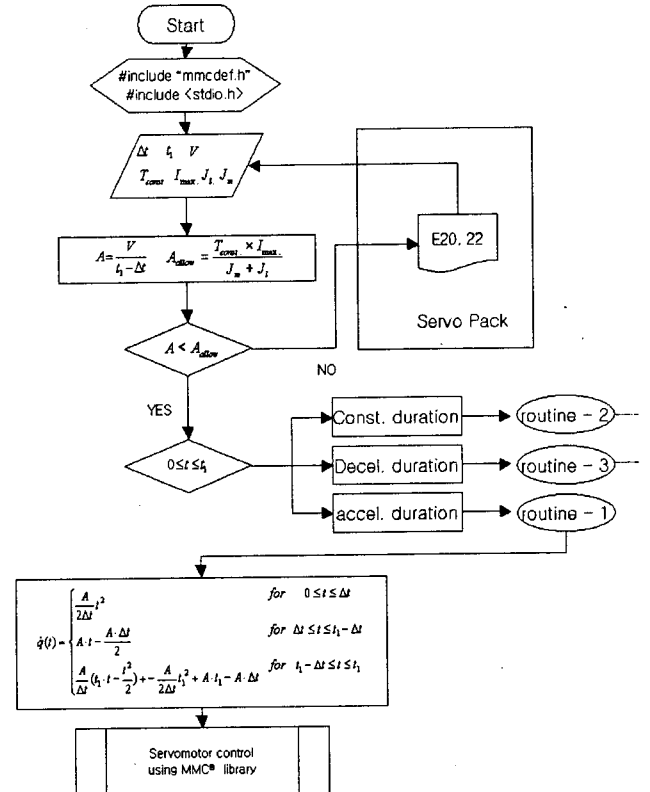 Start
#include "mmcdef.h"
#include <stdio.h>
Δt t₁ V
T_const I_max. J_l. J_m
A = V / (t₁ − Δt) A_allow = (T_const. × I_max.) / (J_m + J_l)
E20. 22
Servo Pack
A < A_allow
NO
YES
0≤t≤t₁
Const. duration
routine - 2
Decel. duration
routine - 3
accel. duration
routine - 1
q̇(t) =
A/(2Δt) t² for 0≤t≤Δt
A·t − (A·Δt)/2 for Δt≤t≤t₁−Δt
A/Δt (t₁·t − t²/2) + − A/(2Δt) t₁² + A·t₁ − A·Δt for t₁−Δt≤t≤t₁
Servomotor control
using MMC® library